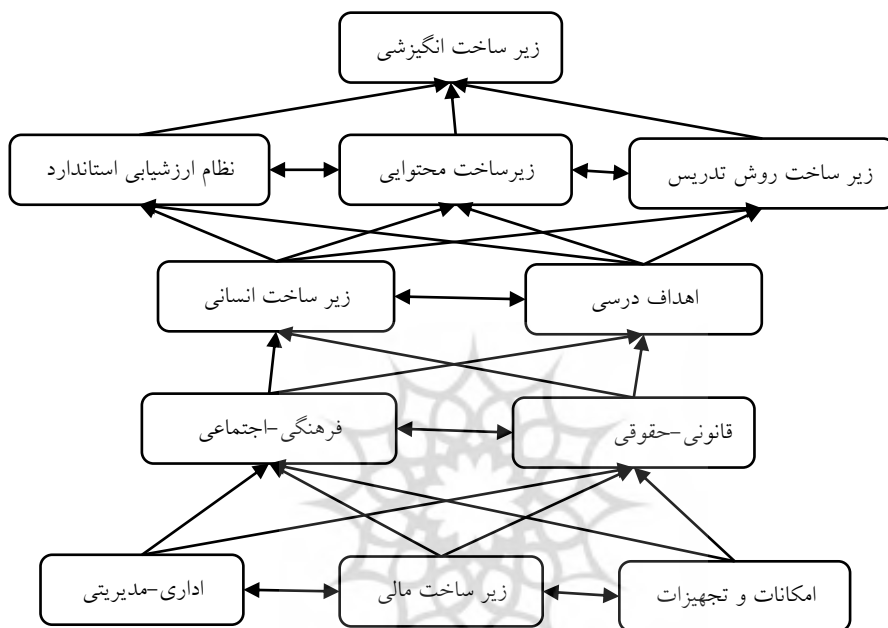 زیر ساخت انگیزشی
زیر ساخت روش تدریس
زیرساخت محتوایی
نظام ارزشیابی استاندارد
اهداف درسی
زیر ساخت انسانی
قانونی-حقوقی
فرهنگی-اجتماعی
امکانات و تجهیزات
زیر ساخت مالی
اداری-مدیریتی